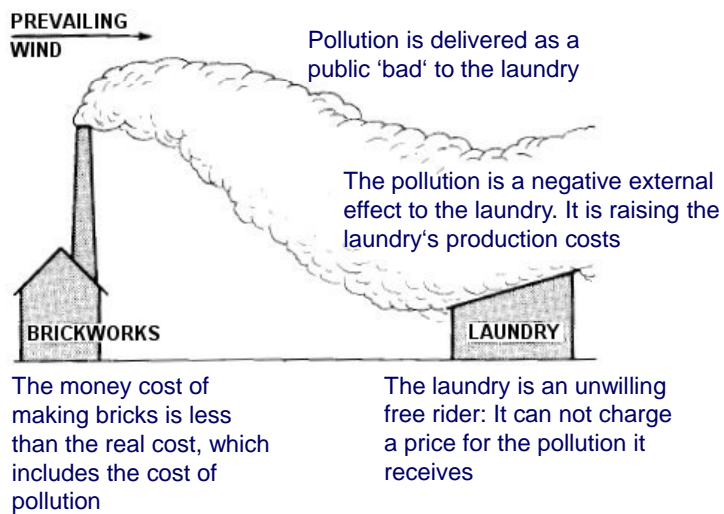 PREVAILING
WIND
Pollution is delivered as a
public ‘bad‘ to the laundry
The pollution is a negative external
effect to the laundry. It is raising the
laundry‘s production costs
BRICKWORKS
LAUNDRY
The money cost of
making bricks is less
than the real cost, which
includes the cost of
pollution
The laundry is an unwilling
free rider: It can not charge
a price for the pollution it
receives